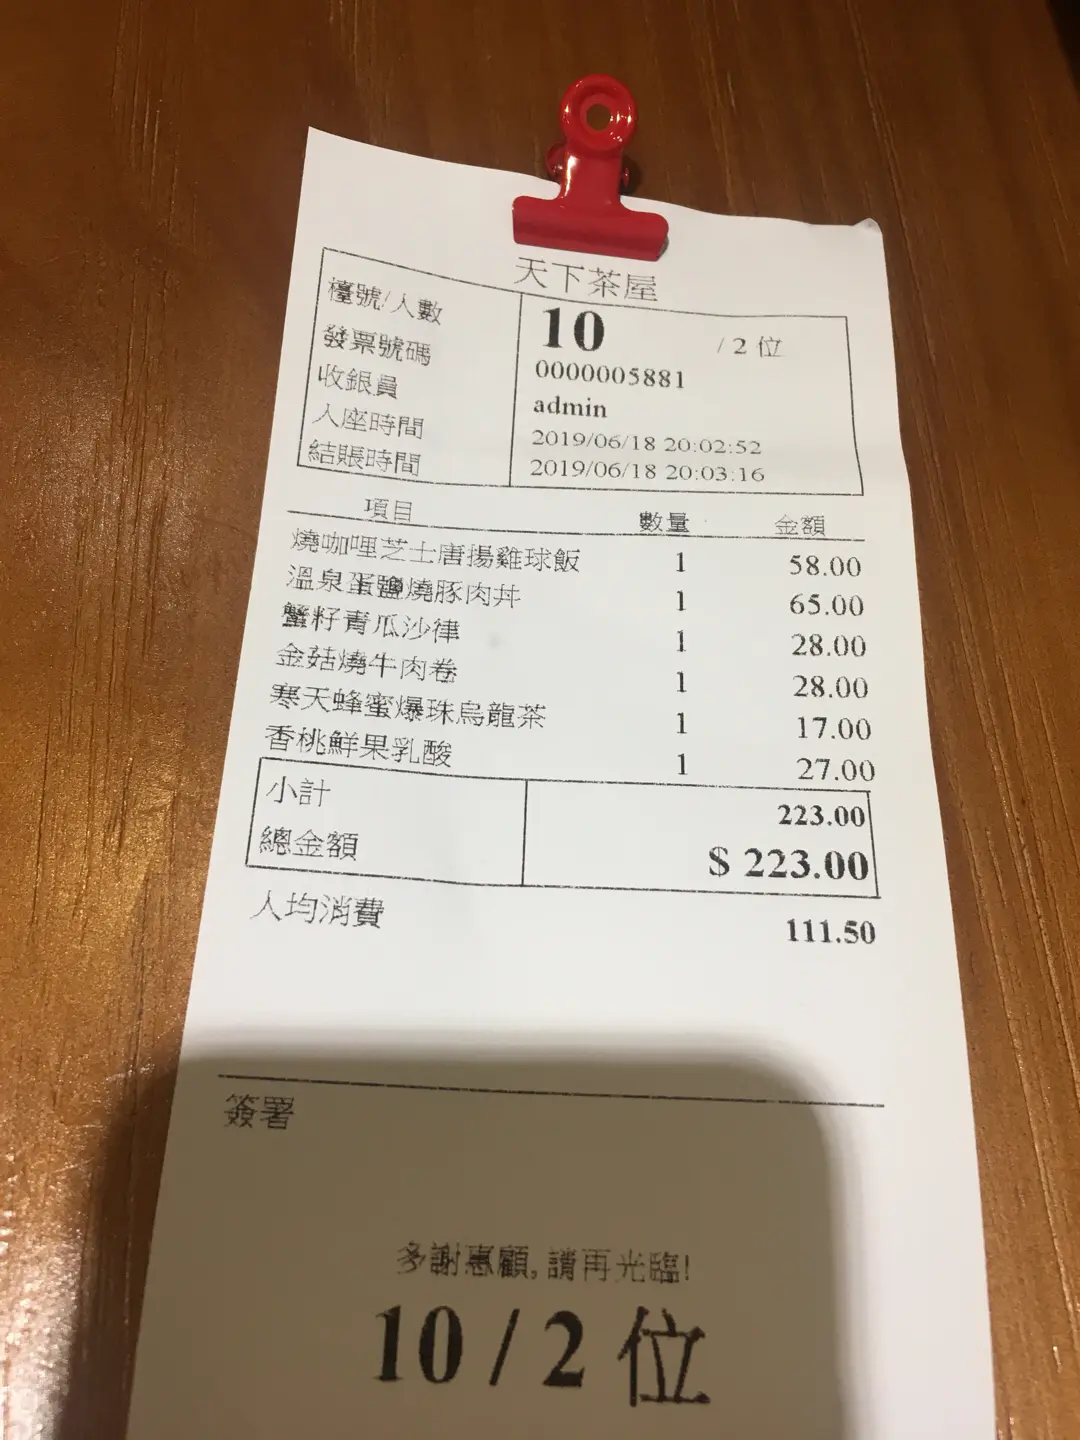 天下茶屋
檯號/人數 10 /2 位
發票號碼 0000005881
收銀員 admin
入座時間 2019/06/18 20:02:52
結賬時間 2019/06/18 20:03:16
項目 數量 金額
燒咖哩芝士唐揚雞球飯 1 58.00
溫泉蛋鹽燒豚肉丼 1 65.00
蟹籽青瓜沙律 1 28.00
金菇燒牛肉卷 1 28.00
寒天蜂蜜爆珠烏龍茶 1 17.00
香桃鮮果乳酸 1 27.00
小計 223.00
總金額 $ 223.00
人均消費 111.50
簽署
多謝惠顧,請再光臨!
10 / 2 位